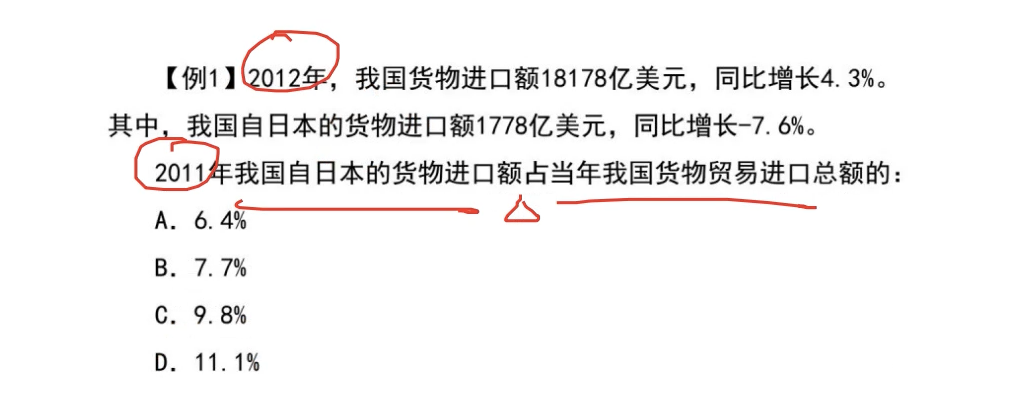 【例1】2012年，我国货物进口额18178亿美元，同比增长4.3%。
其中，我国自日本的货物进口额1778亿美元，同比增长-7.6%。
2011年我国自日本的货物进口额占当年我国货物贸易进口总额的：
A. 6.4%
B. 7.7%
C. 9.8%
D. 11.1%